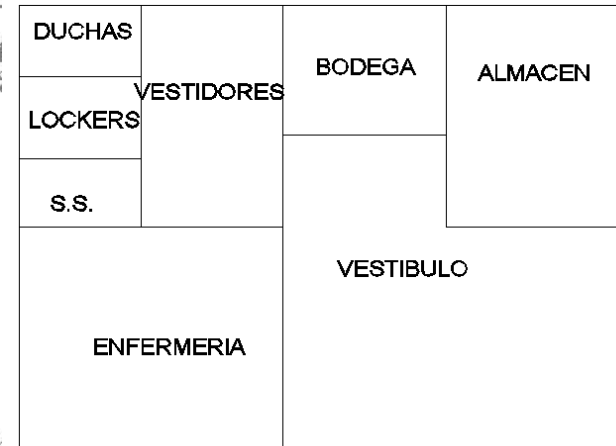 DUCHAS
VESTIDORES
BODEGA
ALMACEN
LOCKERS
S.S.
VESTIBULO
ENFERMERIA